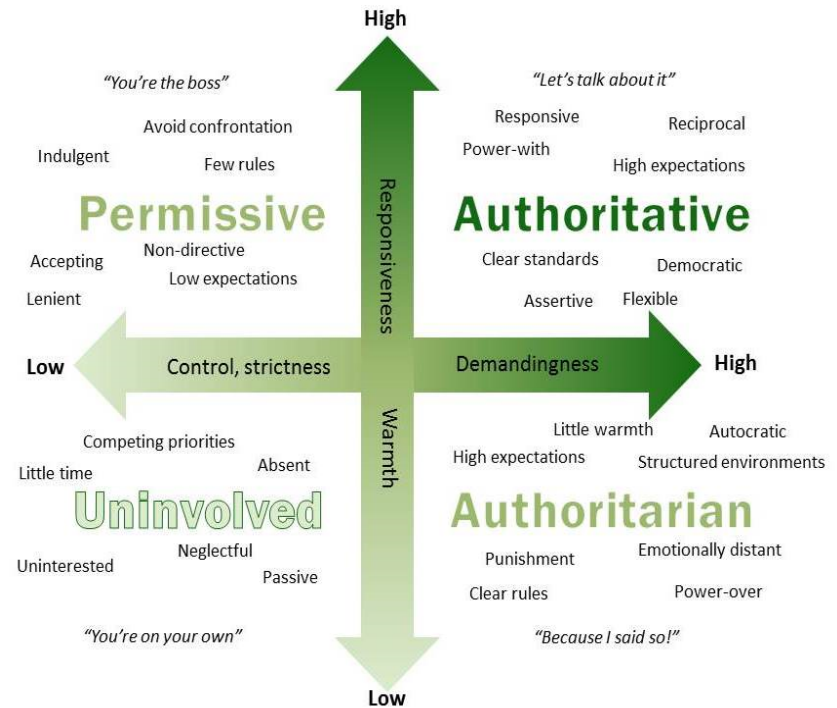 High
“You’re the boss”
Avoid confrontation
Indulgent
Few rules
Permissive
Non-directive
Accepting
Low expectations
Lenient
“Let’s talk about it”
Responsive
Reciprocal
Power-with
High expectations
Authoritative
Clear standards
Democratic
Assertive
Flexible
Responsiveness
Low
Control, strictness
Demandingness
High
Warmth
Competing priorities
Little time
Absent
Uninvolved
Neglectful
Uninterested
Passive
“You’re on your own”
Little warmth
Autocratic
High expectations
Structured environments
Authoritarian
Punishment
Emotionally distant
Clear rules
Power-over
“Because I said so!”
Low